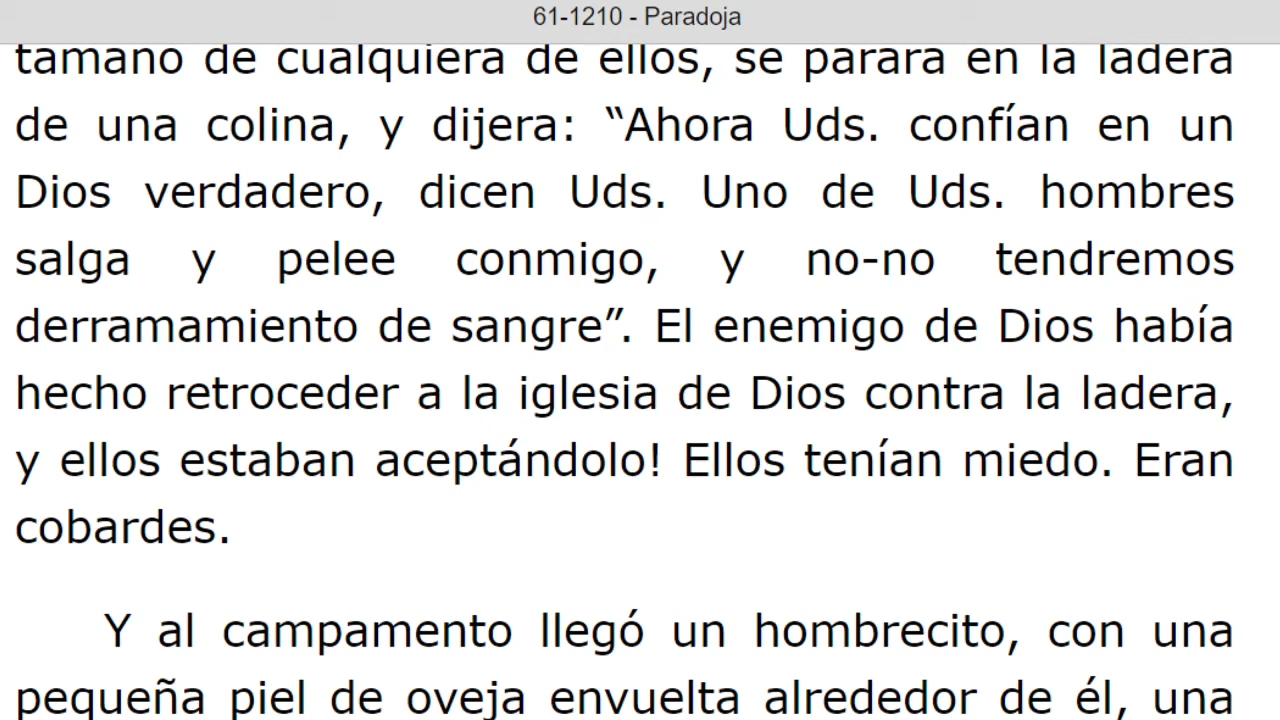 61-1210 - Paradoja
tamaño de cualquiera de ellos, se parara en la ladera
de una colina, y dijera: “Ahora Uds. confían en un
Dios verdadero, dicen Uds. Uno de Uds. hombres
salga y pelee conmigo, y no-no tendremos
derramamiento de sangre”. El enemigo de Dios había
hecho retroceder a la iglesia de Dios contra la ladera,
y ellos estaban aceptándolo! Ellos tenían miedo. Eran
cobardes.
Y al campamento llegó un hombrecito, con una
pequeña piel de oveja envuelta alrededor de él, una